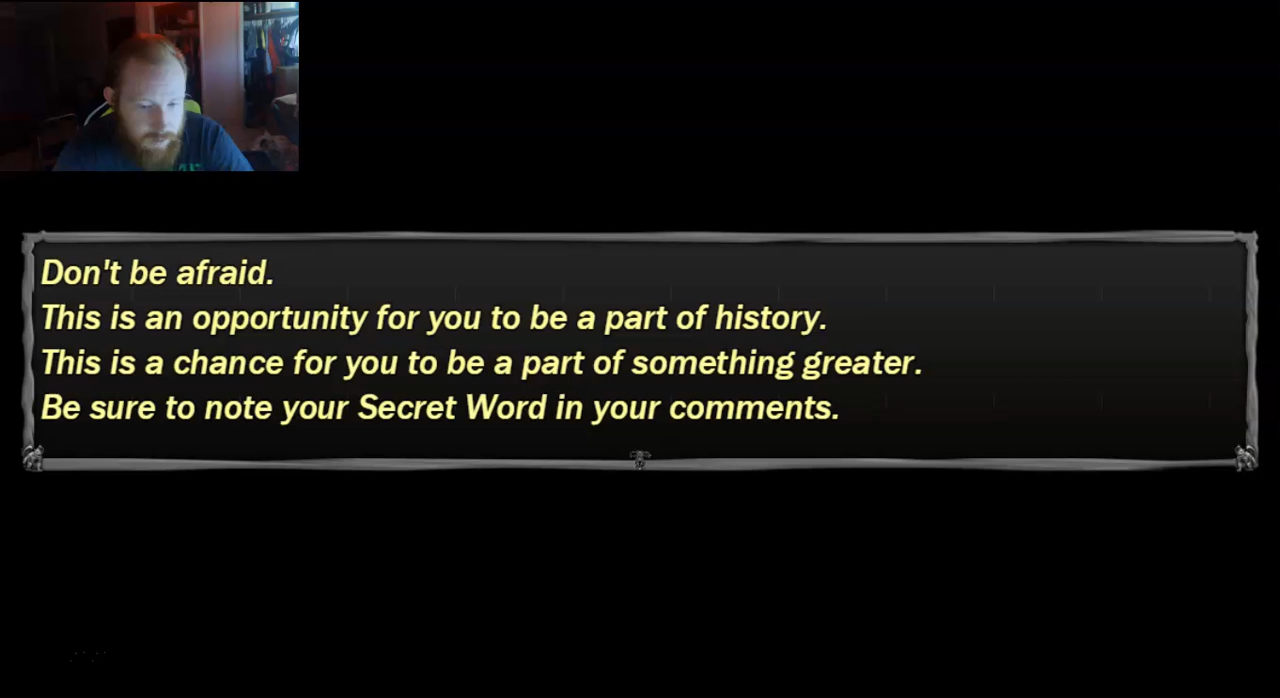 Don't be afraid.
This is an opportunity for you to be a part of history.
This is a chance for you to be a part of something greater.
Be sure to note your Secret Word in your comments.